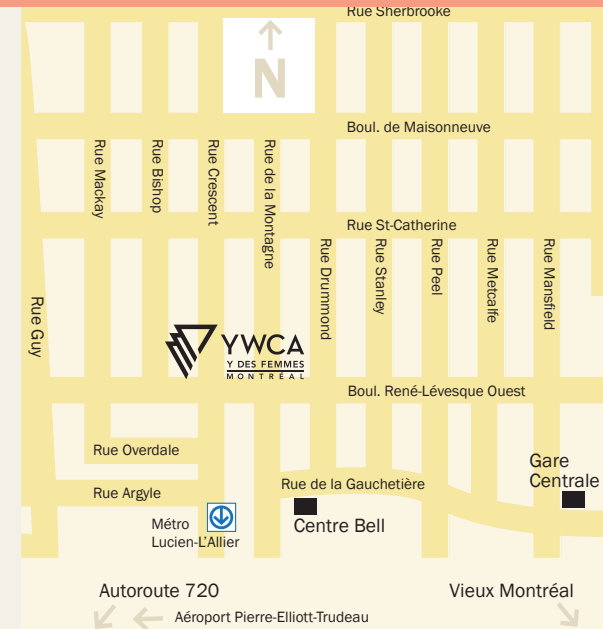 Rue Sherbrooke
N
Boul. de Maisonneuve
Rue Mackay
Rue Bishop
Rue Crescent
Rue de la Montagne
Rue St-Catherine
Rue Drummond
Rue Stanley
Rue Peel
Rue Metcalfe
Rue Mansfield
Rue Guy
YWCA
Y DES FEMMES
MONTRÉAL
Boul. René-Lévesque Ouest
Rue Overdale
Gare
Centrale
Rue Argyle
Rue de la Gauchetière
Métro
Lucien-L'Allier
Centre Bell
Autoroute 720
Vieux Montréal
Aéroport Pierre-Elliott-Trudeau